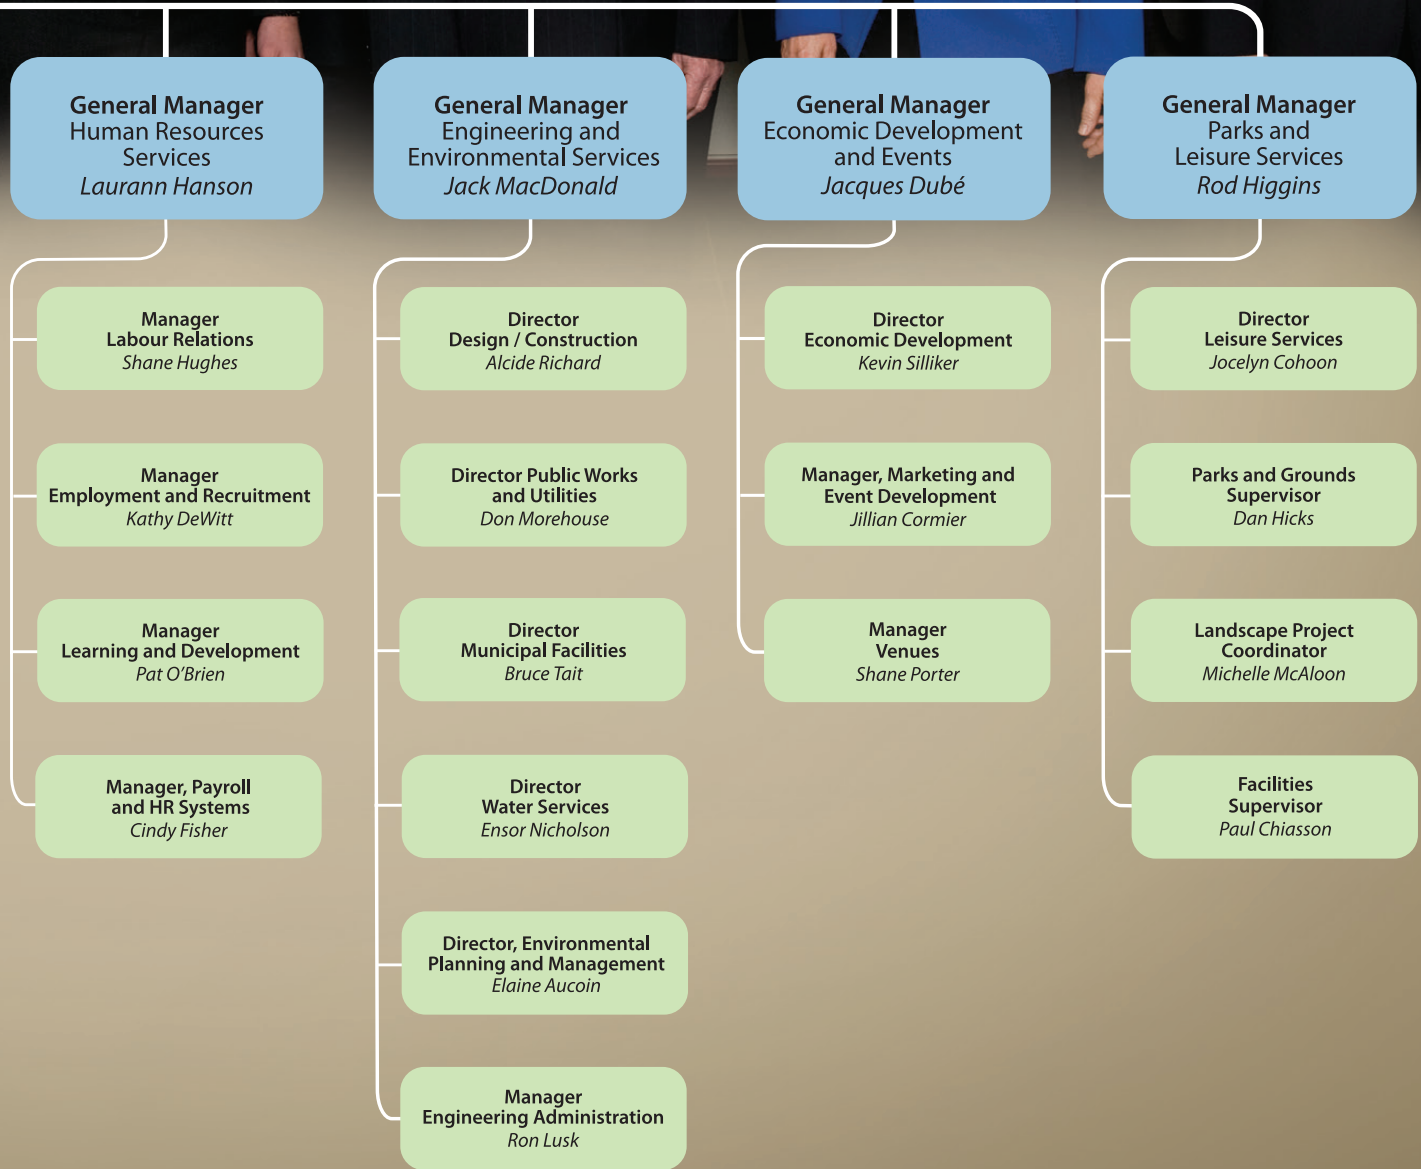 General Manager
Human Resources
Services
Laurann Hanson
Manager
Labour Relations
Shane Hughes
Manager
Employment and Recruitment
Kathy DeWitt
Manager
Learning and Development
Pat O’Brien
Manager, Payroll
and HR Systems
Cindy Fisher
General Manager
Engineering and
Environmental Services
Jack MacDonald
Director
Design / Construction
Alcide Richard
Director Public Works
and Utilities
Don Morehouse
Director
Municipal Facilities
Bruce Tait
Director
Water Services
Ensor Nicholson
Director, Environmental
Planning and Management
Elaine Aucoin
Manager
Engineering Administration
Ron Lusk
General Manager
Economic Development
and Events
Jacques Dubé
Director
Economic Development
Kevin Silliker
Manager, Marketing and
Event Development
Jillian Cormier
Manager
Venues
Shane Porter
General Manager
Parks and
Leisure Services
Rod Higgins
Director
Leisure Services
Jocelyn Cohoon
Parks and Grounds
Supervisor
Dan Hicks
Landscape Project
Coordinator
Michelle McAloon
Facilities
Supervisor
Paul Chiasson